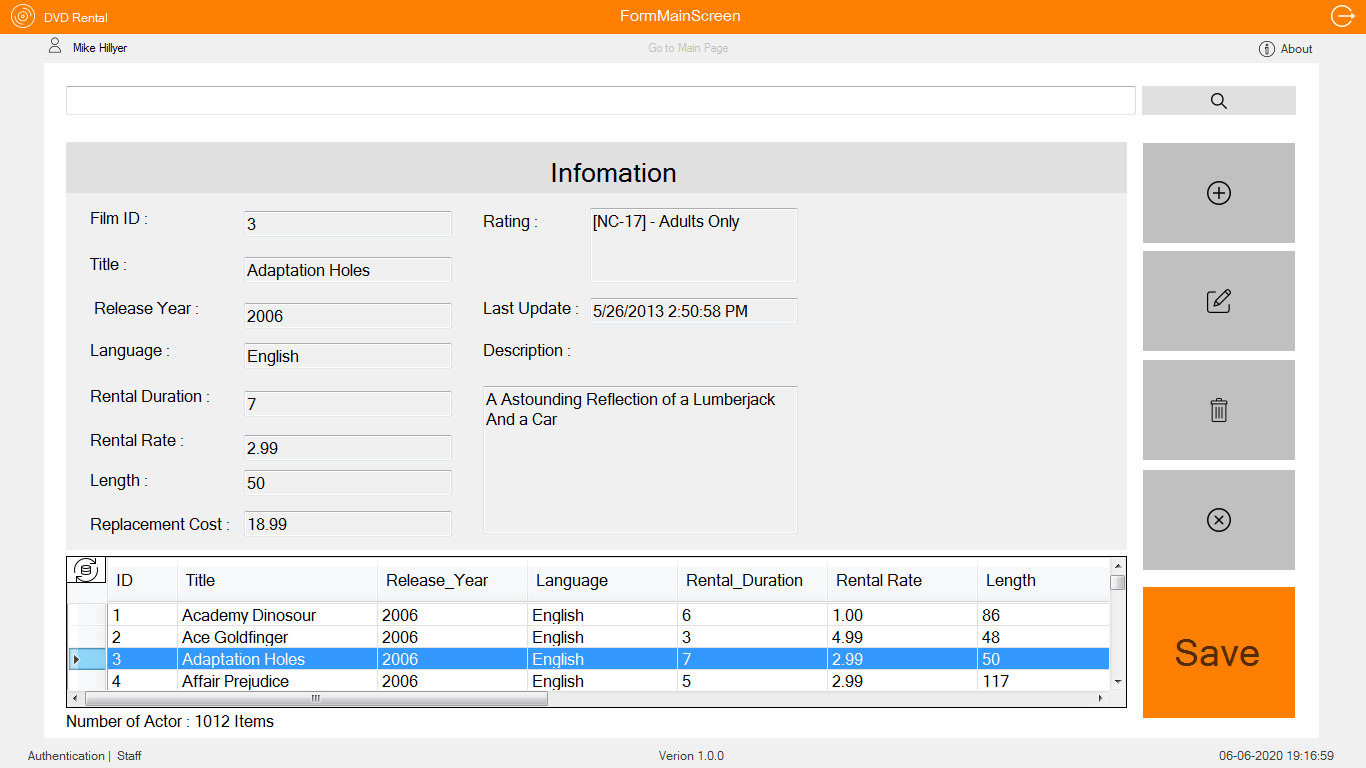 DVD Rental
FormMainScreen
Mike Hillyer
Go to Main Page
About
Infomation
Film ID :
3
Title :
Adaptation Holes
Release Year :
2006
Language :
English
Rental Duration :
7
Rental Rate :
2.99
Length :
50
Replacement Cost :
18.99
Rating :
[NC-17] - Adults Only
Last Update :
5/26/2013 2:50:58 PM
Description :
A Astounding Reflection of a Lumberjack
And a Car
ID Title Release_Year Language Rental_Duration Rental Rate Length
1 Academy Dinosour 2006 English 6 1.00 86
2 Ace Goldfinger 2006 English 3 4.99 48
3 Adaptation Holes 2006 English 7 2.99 50
4 Affair Prejudice 2006 English 5 2.99 117
Number of Actor : 1012 Items
Save
Authentication | Staff
Verion 1.0.0
06-06-2020 19:16:59